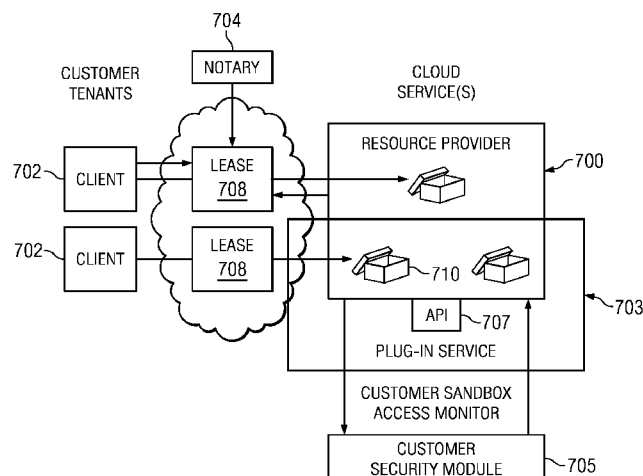 704
NOTARY
CUSTOMER
TENANTS
CLOUD
SERVICE(S)
RESOURCE PROVIDER
700
702
CLIENT
LEASE
708
702
CLIENT
LEASE
708
710
703
API
707
PLUG-IN SERVICE
CUSTOMER SANDBOX
ACCESS MONITOR
CUSTOMER
SECURITY MODULE
705